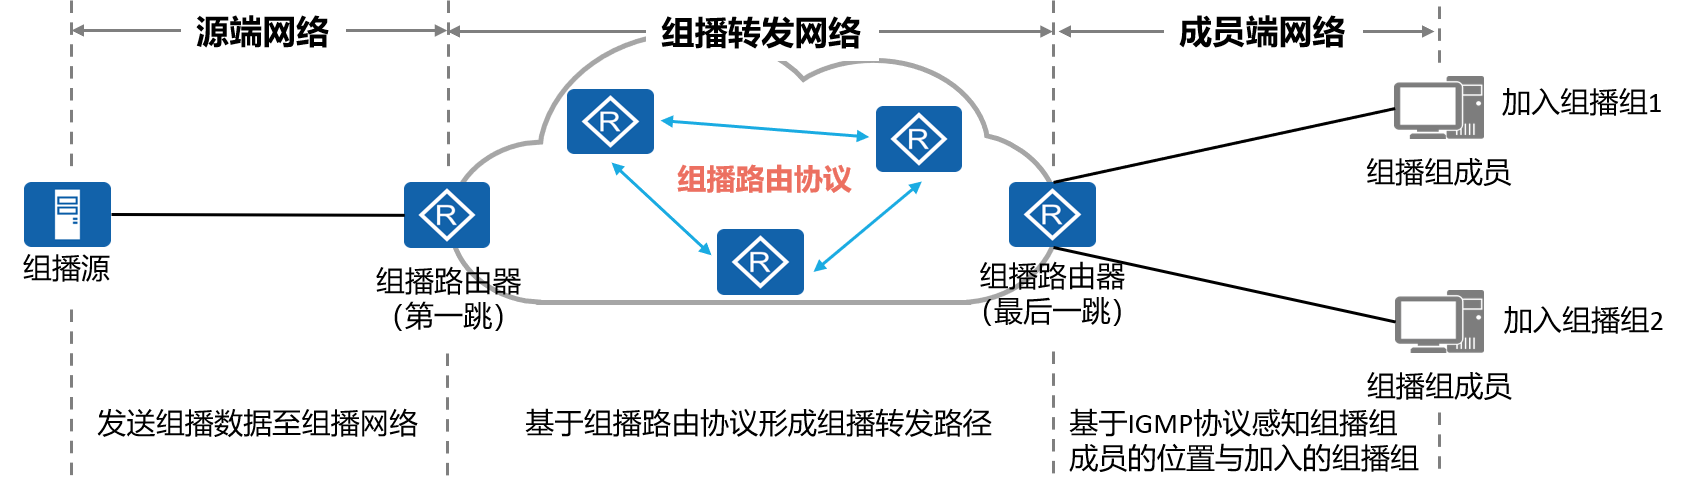 源端网络
组播转发网络
成员端网络
加入组播组1
组播组成员
R
R
组播路由协议
R
R
R
组播源
组播路由器
（第一跳）
组播路由器
（最后一跳）
加入组播组2
组播组成员
发送组播数据至组播网络
基于组播路由协议形成组播转发路径
基于IGMP协议感知组播组
成员的位置与加入的组播组